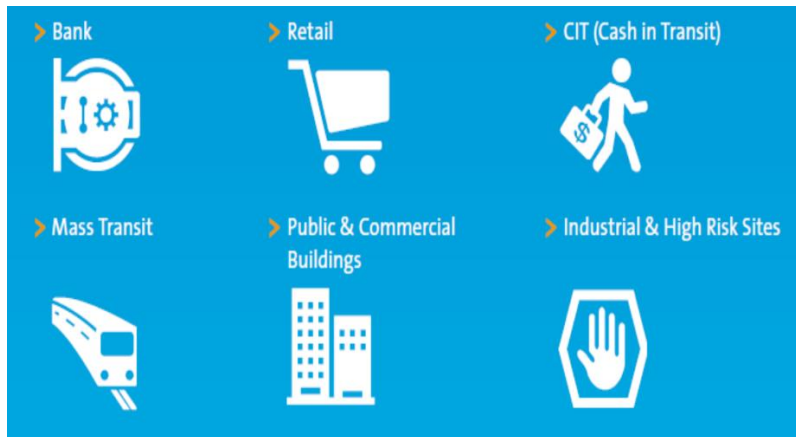 > Bank
> Retail
> CIT (Cash in Transit)
$
> Mass Transit
> Public & Commercial
Buildings
> Industrial & High Risk Sites